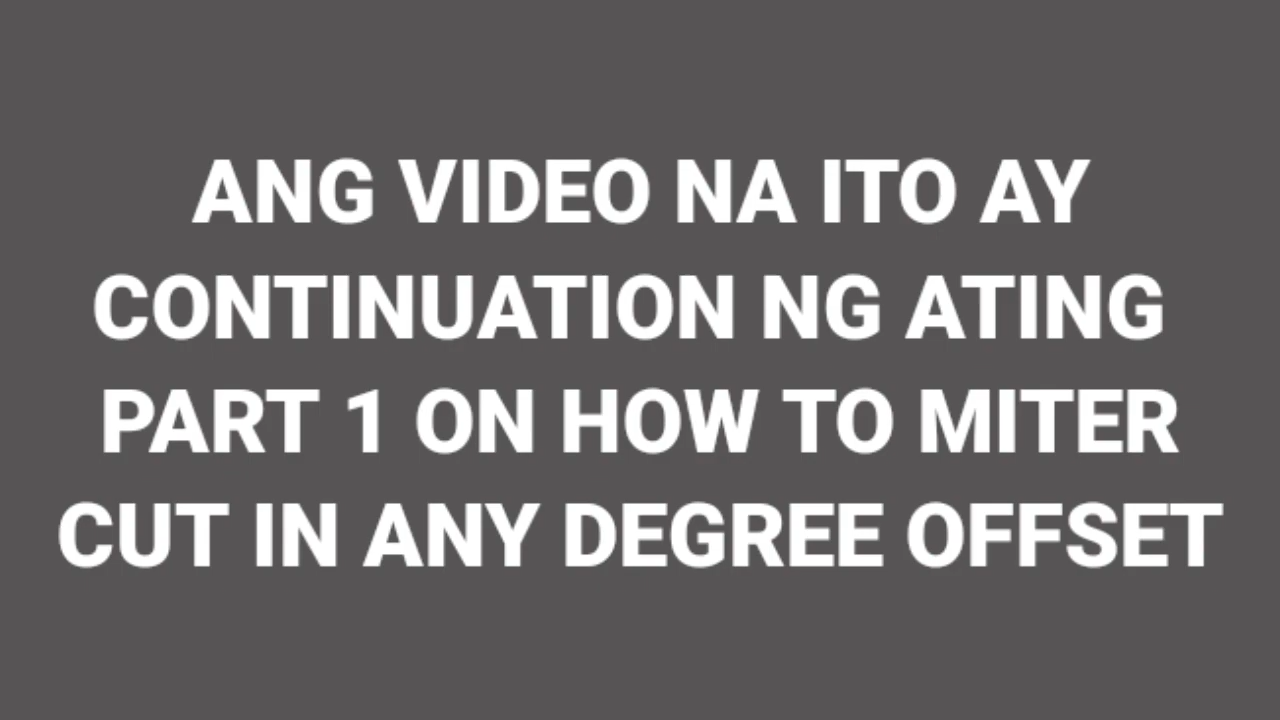 ANG VIDEO NA ITO AY
CONTINUATION NG ATING
PART 1 ON HOW TO MITER
CUT IN ANY DEGREE OFFSET